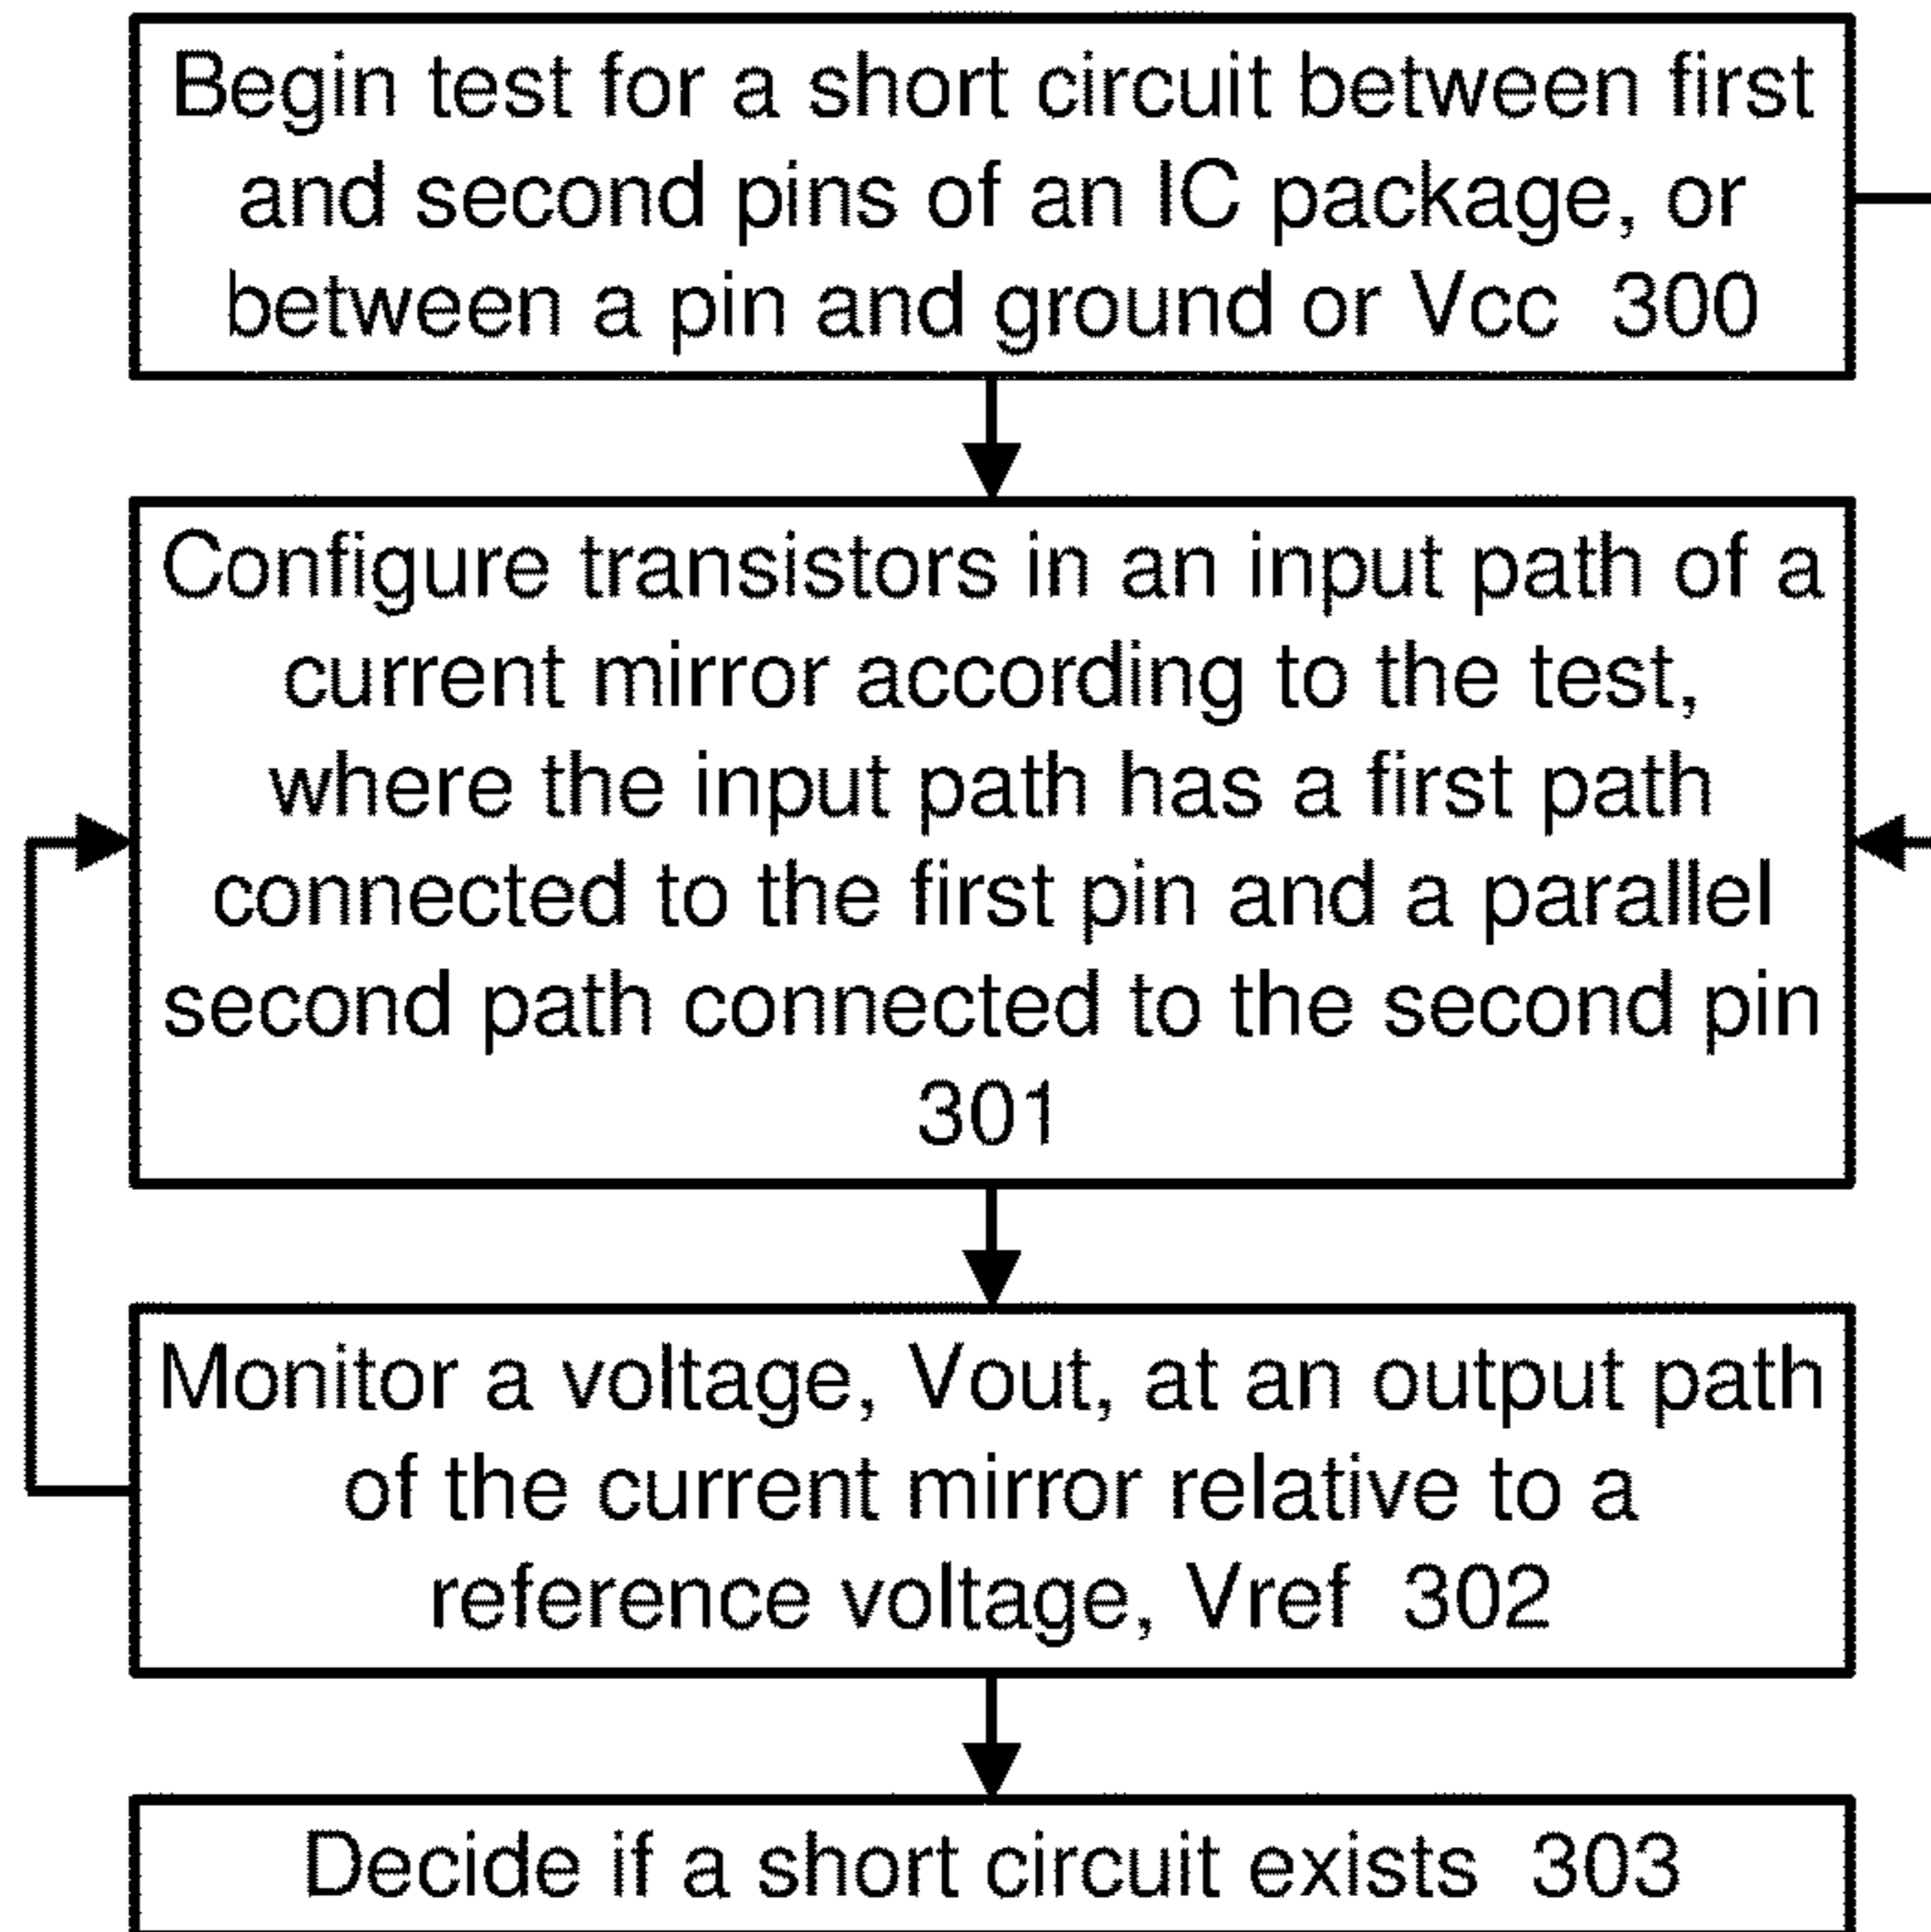 Begin test for a short circuit between first
and second pins of an IC package, or
between a pin and ground or Vcc 300
Configure transistors in an input path of a
current mirror according to the test,
where the input path has a first path
connected to the first pin and a parallel
second path connected to the second pin
301
Monitor a voltage, Vout, at an output path
of the current mirror relative to a
reference voltage, Vref 302
Decide if a short circuit exists 303